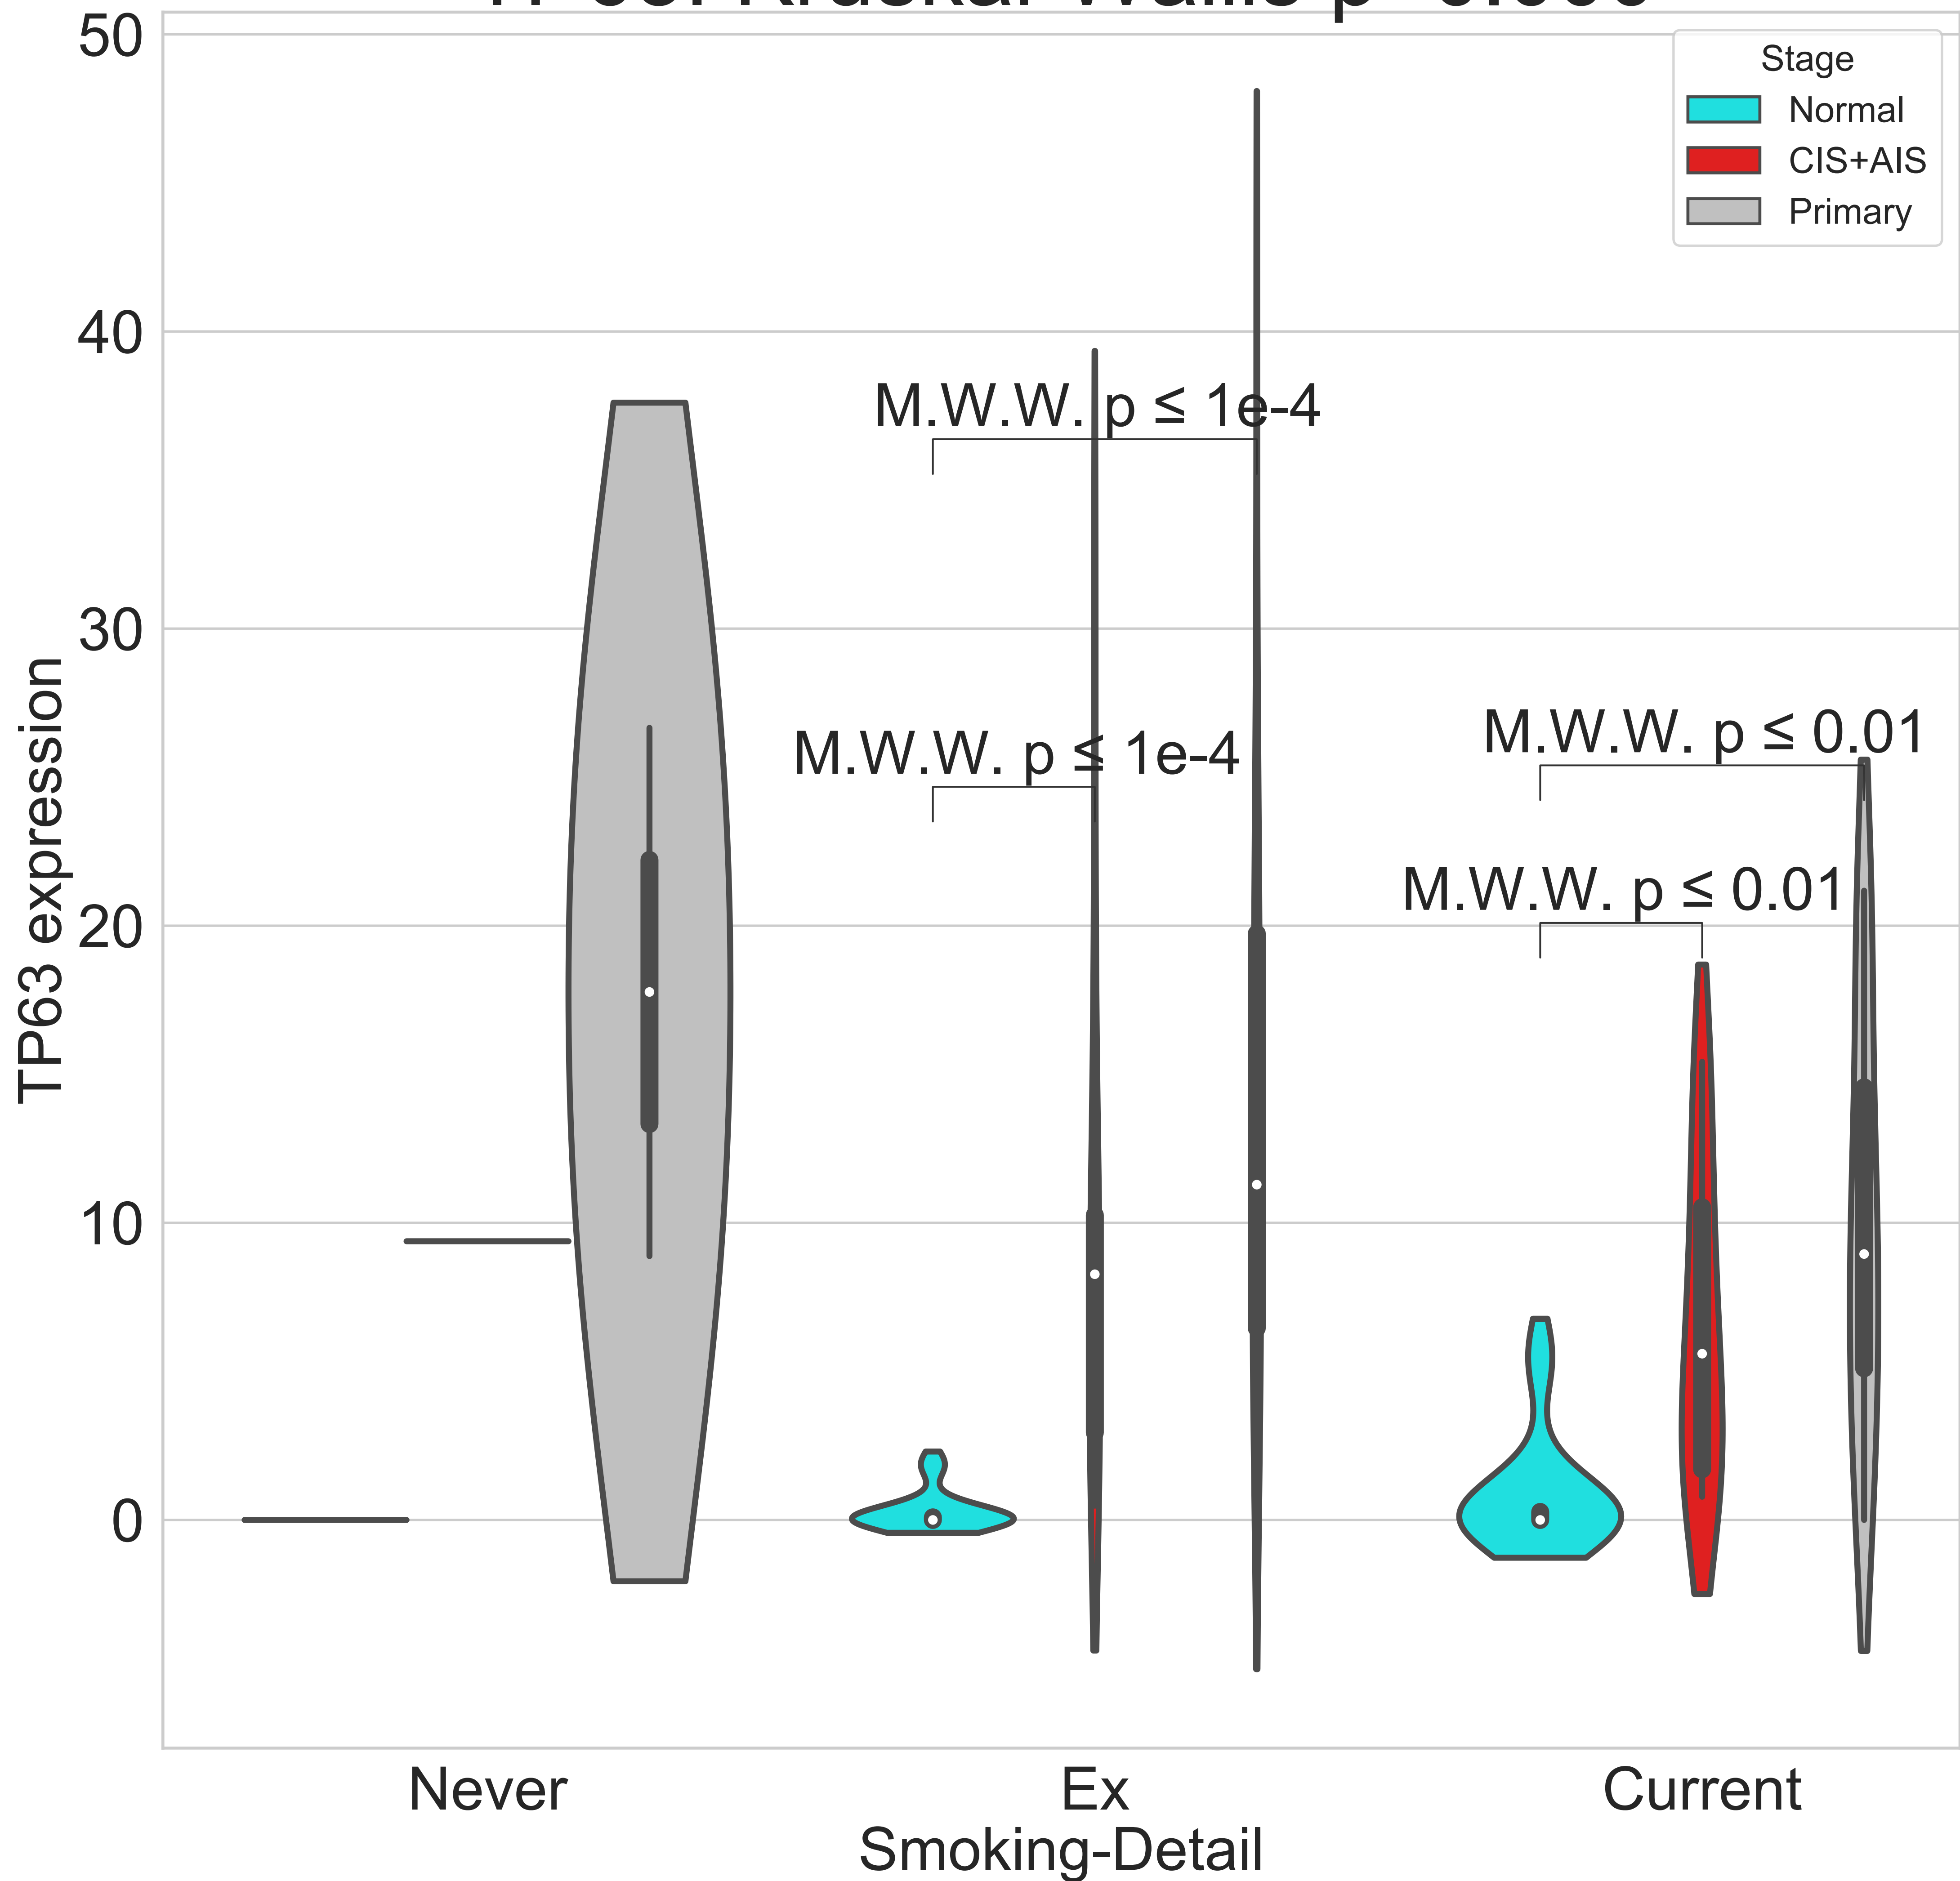 50
Stage
Normal
CIS+AIS
Primary
40
M.W.W. p ≤ 1e-4
30
M.W.W. p ≤ 0.01
M.W.W. p ≤ 1e-4
M.W.W. p ≤ 0.01
20
10
0
TP63 expression
Never
Ex
Current
Smoking-Detail